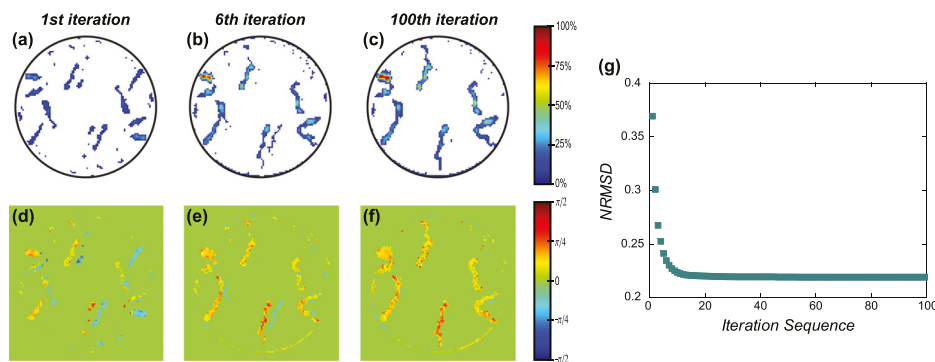 1st iteration
6th iteration
100th iteration
(a)
(b)
(c)
100%
75%
50%
25%
0%
(d)
(e)
(f)
π/2
π/4
0
-π/4
-π/2
(g)
NRMSD
0.4
0.35
0.3
0.25
0.2
0
20
40
60
80
100
Iteration Sequence